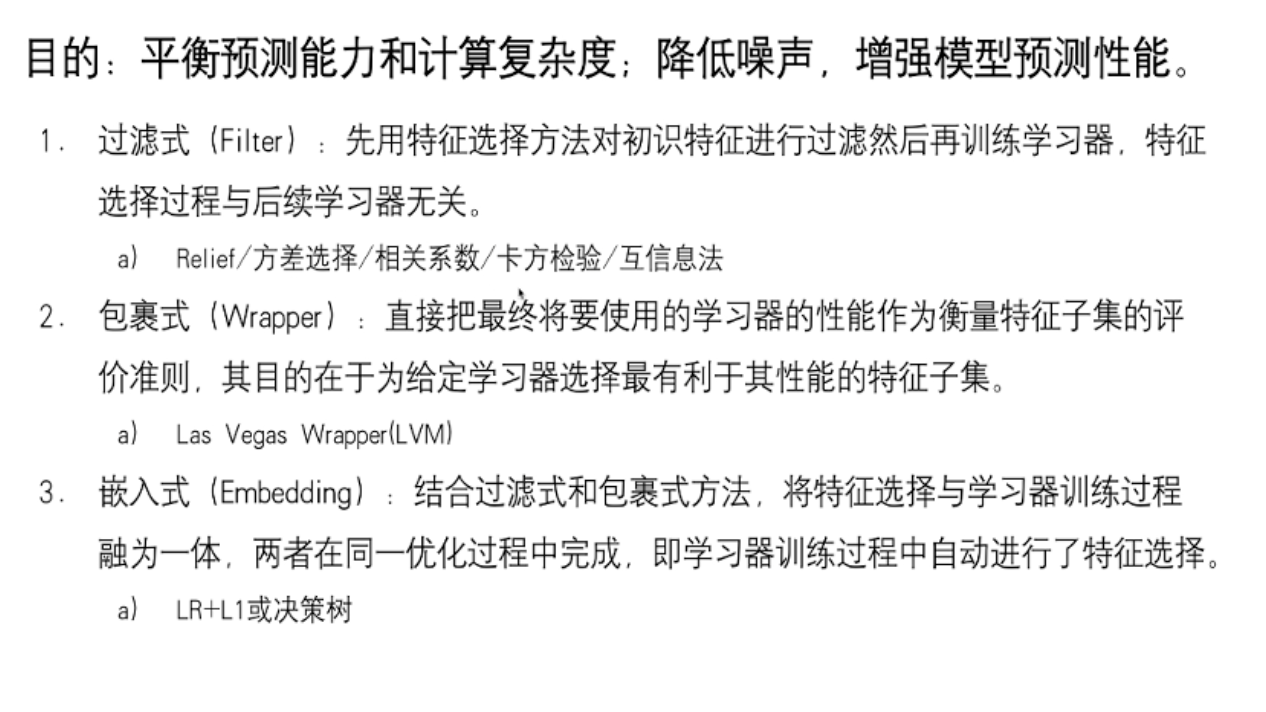 目的：平衡预测能力和计算复杂度；降低噪声，增强模型预测性能。
1. 过滤式（Filter）：先用特征选择方法对初识特征进行过滤然后再训练学习器，特征
选择过程与后续学习器无关。
a) Relief/方差选择/相关系数/卡方检验/互信息法
2. 包裹式（Wrapper）：直接把最终将要使用的学习器的性能作为衡量特征子集的评
价准则，其目的在于为给定学习器选择最有利于其性能的特征子集。
a) Las Vegas Wrapper(LVM)
3. 嵌入式（Embedding）：结合过滤式和包裹式方法，将特征选择与学习器训练过程
融为一体，两者在同一优化过程中完成，即学习器训练过程中自动进行了特征选择。
a) LR+L1或决策树